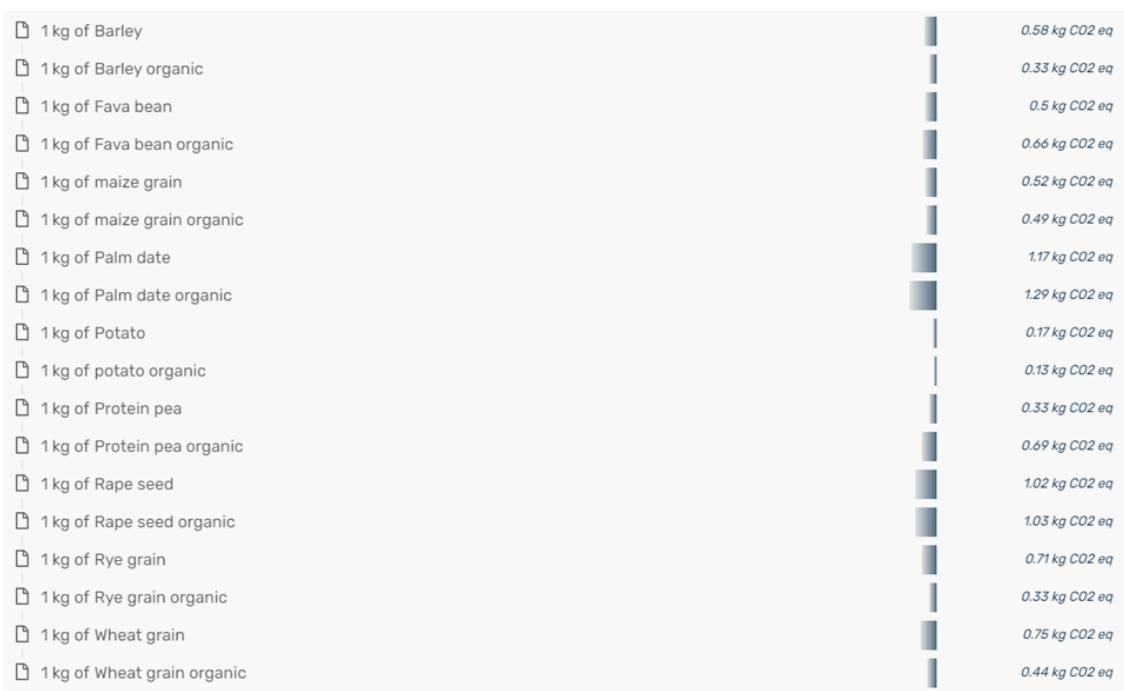 1 kg of Barley 0.58 kg CO2 eq
1 kg of Barley organic 0.33 kg CO2 eq
1 kg of Fava bean 0.5 kg CO2 eq
1 kg of Fava bean organic 0.66 kg CO2 eq
1 kg of maize grain 0.52 kg CO2 eq
1 kg of maize grain organic 0.49 kg CO2 eq
1 kg of Palm date 1.17 kg CO2 eq
1 kg of Palm date organic 1.29 kg CO2 eq
1 kg of Potato 0.17 kg CO2 eq
1 kg of potato organic 0.13 kg CO2 eq
1 kg of Protein pea 0.33 kg CO2 eq
1 kg of Protein pea organic 0.69 kg CO2 eq
1 kg of Rape seed 1.02 kg CO2 eq
1 kg of Rape seed organic 1.03 kg CO2 eq
1 kg of Rye grain 0.71 kg CO2 eq
1 kg of Rye grain organic 0.33 kg CO2 eq
1 kg of Wheat grain 0.75 kg CO2 eq
1 kg of Wheat grain organic 0.44 kg CO2 eq